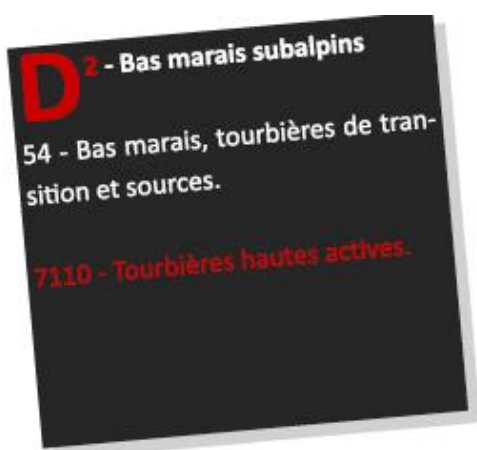 D² - Bas marais subalpins
54 - Bas marais, tourbières de tran-
sition et sources.
7110 - Tourbières hautes actives.